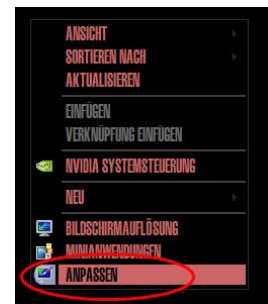 ANSICHT
SORTIEREN NACH
AKTUALISIEREN
EINFÜGEN
VERKNÜPFUNG EINFÜGEN
NVIDIA SYSTEMSTEUERUNG
NEU
BILDSCHIRMAUFLÖSUNG
MINIANWENDUNGEN
ANPASSEN